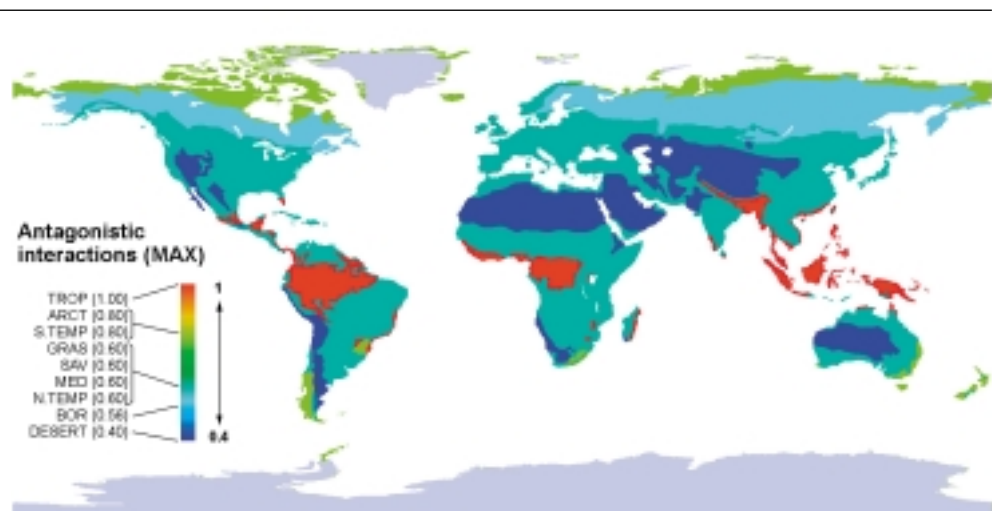 Antagonistic
interactions (MAX)
TROP (1.00)
ARCT (0.80)
S.TEMP (0.80)
GRAS (0.60)
SAV (0.60)
MED (0.60)
N.TEMP (0.60)
BOR (0.56)
DESERT (0.40)
1
0.4